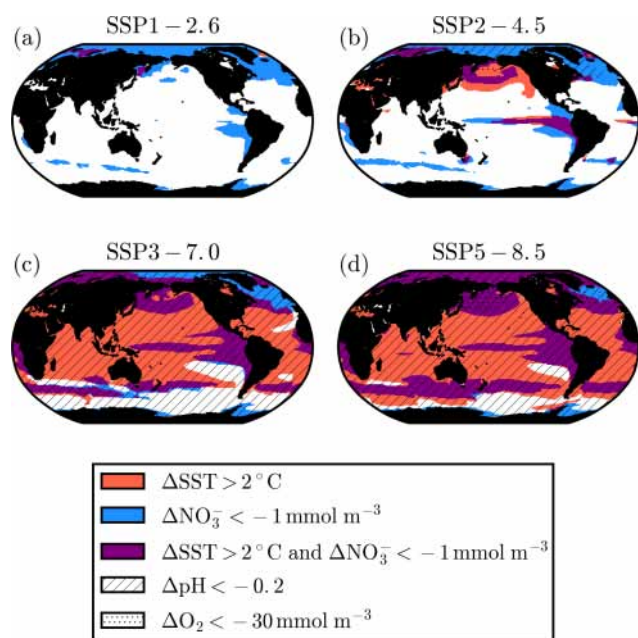 (a) SSP1 − 2.6
(b) SSP2 − 4.5
(c) SSP3 − 7.0
(d) SSP5 − 8.5
ΔSST > 2°C
ΔNO₃⁻ < −1 mmol m⁻³
ΔSST > 2°C and ΔNO₃⁻ < −1 mmol m⁻³
ΔpH < −0.2
ΔO₂ < −30 mmol m⁻³